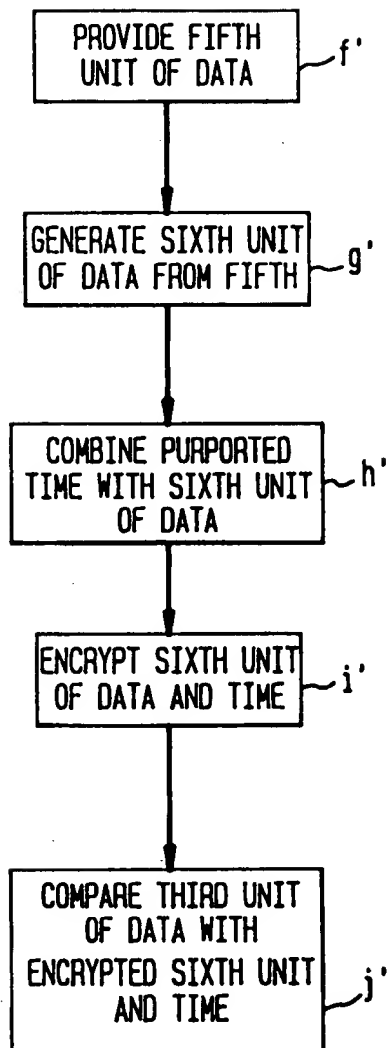 PROVIDE FIFTH
UNIT OF DATA
f'
GENERATE SIXTH UNIT
OF DATA FROM FIFTH
g'
COMBINE PURPORTED
TIME WITH SIXTH UNIT
OF DATA
h'
ENCRYPT SIXTH UNIT
OF DATA AND TIME
i'
COMPARE THIRD UNIT
OF DATA WITH
ENCRYPTED SIXTH UNIT
AND TIME
j'